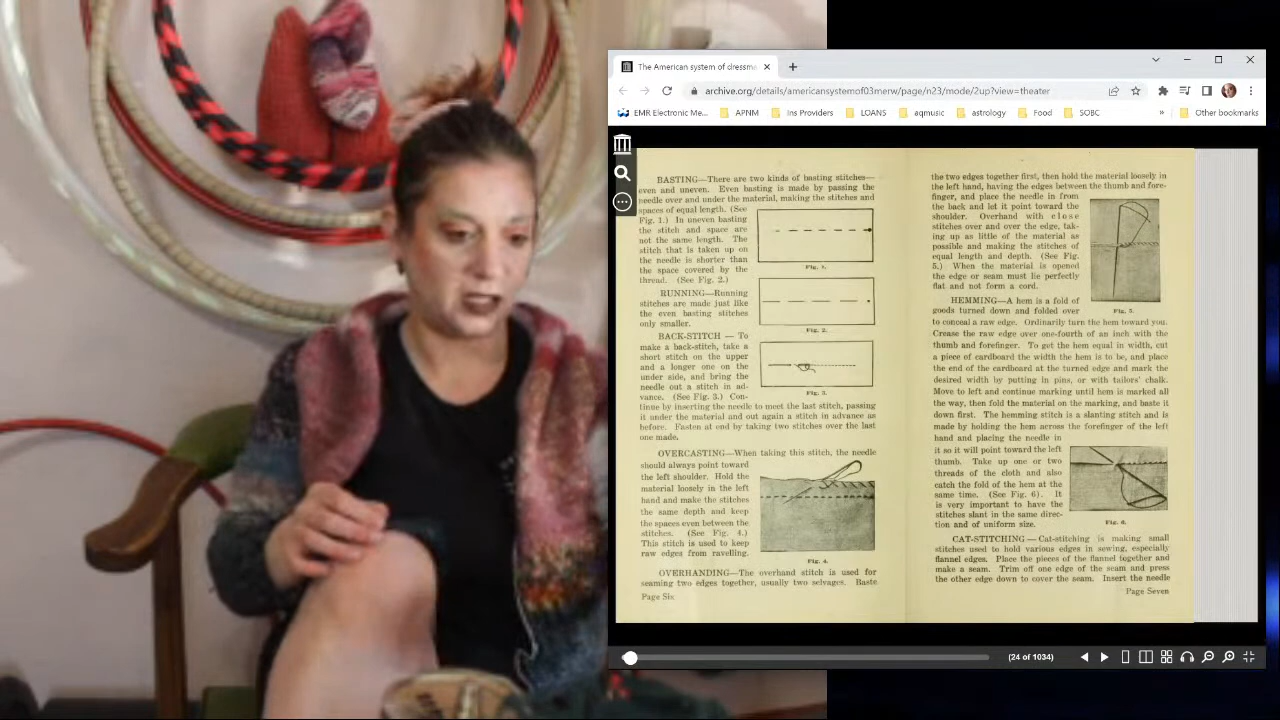 The American system of dressma
archive.org/details/americansystemof03merw/page/n23/mode/2up?view=theater
EMR Electronic Me...
APNM
Ins Providers
LOANS
aqmusic
astrology
Food
SOBC
»
Other bookmarks
BASTING—There are two kinds of basting stitches—
even and uneven. Even basting is made by passing the
needle over and under the material, making the stitches and
spaces of equal length. (See
Fig. 1.) In uneven basting
the stitch and space are
not the same length. The
stitch that is taken up on
the needle is shorter than
the space covered by the
thread. (See Fig. 2.)
Fig. 1.
RUNNING—Running
stitches are made just like
the even basting stitches
only smaller.
Fig. 2.
BACK-STITCH — To
make a back-stitch, take a
short stitch on the upper
and a longer one on the
under side, and bring the
needle out a stitch in ad-
vance. (See Fig. 3.) Con-
Fig. 3.
tinue by inserting the needle to meet the last stitch, passing
it under the material and out again a stitch in advance as
before. Fasten at end by taking two stitches over the last
one made.
OVERCASTING—When taking this stitch, the needle
should always point toward
the left shoulder. Hold the
material loosely in the left
hand and make the stitches
the same depth and keep
the spaces even between the
stitches. (See Fig. 4.)
This stitch is used to keep
raw edges from ravelling.
Fig. 4.
OVERHANDING—The overhand stitch is used for
seaming two edges together, usually two selvages. Baste
Page Six
the two edges together first, then hold the material loosely in
the left hand, having the edges between the thumb and fore-
finger, and place the needle in from
the back and let it point toward the
shoulder. Overhand with close
stitches over and over the edge, tak-
ing up as little of the material as
possible and making the stitches of
equal length and depth. (See Fig.
5.) When the material is opened
the edge or seam must lie perfectly
flat and not form a cord.
Fig. 5.
HEMMING—A hem is a fold of
goods turned down and folded over
to conceal a raw edge. Ordinarily turn the hem toward you.
Crease the raw edge over one-fourth of an inch with the
thumb and forefinger. To get the hem equal in width, cut
a piece of cardboard the width the hem is to be, and place
the end of the cardboard at the turned edge and mark the
desired width by putting in pins, or with tailors' chalk.
Move to left and continue marking until hem is marked all
the way, then fold the material on the marking, and baste it
down first. The hemming stitch is a slanting stitch and is
made by holding the hem across the forefinger of the left
hand and placing the needle in
it so it will point toward the left
thumb. Take up one or two
threads of the cloth and also
catch the fold of the hem at the
same time. (See Fig. 6). It
is very important to have the
stitches slant in the same direc-
tion and of uniform size.
Fig. 6.
CAT-STITCHING — Cat-stitching is making small
stitches used to hold various edges in sewing, especially
flannel edges. Place the pieces of the flannel together and
make a seam. Trim off one edge of the seam and press
the other edge down to cover the seam. Insert the needle
Page Seven
(24 of 1034)